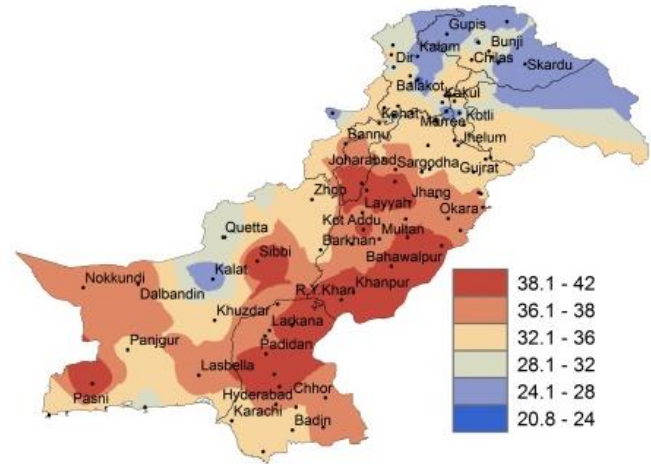 Gupis
Bunji
Kalam
Dir
Chilas
Skardu
Balakot
Kakul
Kohat
Murree
Kotli
Bannu
Jhelum
Joharabad
Sargodha
Gujrat
Zhob
Jhang
Layyah
Okara
Kot Addu
Quetta
Multan
Barkhan
Sibbi
Bahawalpur
Nokkundi
Kalat
Dalbandin
R.Y.Khan
Khanpur
Khuzdar
Larkana
Panjgur
Padidan
Lasbella
Pasni
Hyderabad
Chhor
Karachi
Badin
38.1 - 42
36.1 - 38
32.1 - 36
28.1 - 32
24.1 - 28
20.8 - 24